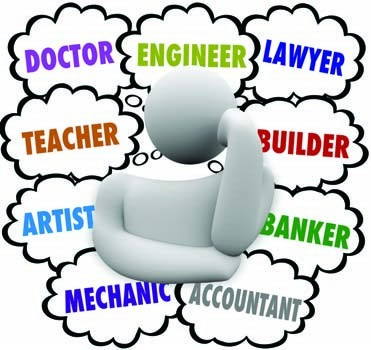 DOCTOR
ENGINEER
LAWYER
TEACHER
BUILDER
ARTIST
BANKER
MECHANIC
ACCOUNTANT